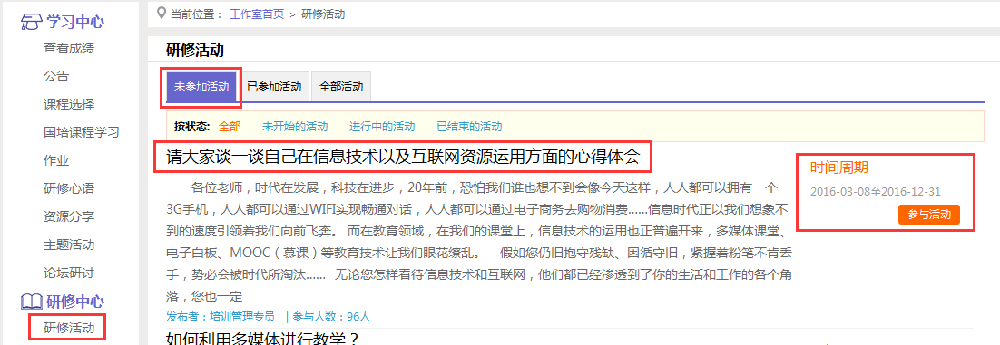 学习中心
查看成绩
公告
课程选择
国培课程学习
作业
研修心语
资源分享
主题活动
论坛研讨
研修中心
研修活动
当前位置： 工作室首页 > 研修活动
研修活动
未参加活动 已参加活动 全部活动
按状态: 全部 未开始的活动 进行中的活动 已结束的活动
请大家谈一谈自己在信息技术以及互联网资源运用方面的心得体会
各位老师，时代在发展，科技在进步，20年前，恐怕我们谁也想不到会像今天这样，人人都可以拥有一个
3G手机，人人都可以通过WIFI实现畅通对话，人人都可以通过电子商务去购物消费......信息时代正以我们想象不
到的速度引领着我们向前飞奔。 而在教育领域，在我们的课堂上，信息技术的运用也正普遍开来，多媒体课堂、
电子白板、MOOC（慕课）等教育技术让我们眼花缭乱。 假如您仍旧抱守残缺、因循守旧，紧握着粉笔不肯丢
手，势必会被时代所淘汰...... 无论您怎样看待信息技术和互联网，他们都已经渗透到了你的生活和工作的各个角
落，您也一定
发布者：培训管理专员 | 参与人数：96人
时间周期
2016-03-08至2016-12-31
参与活动
如何利用多媒体进行教学？